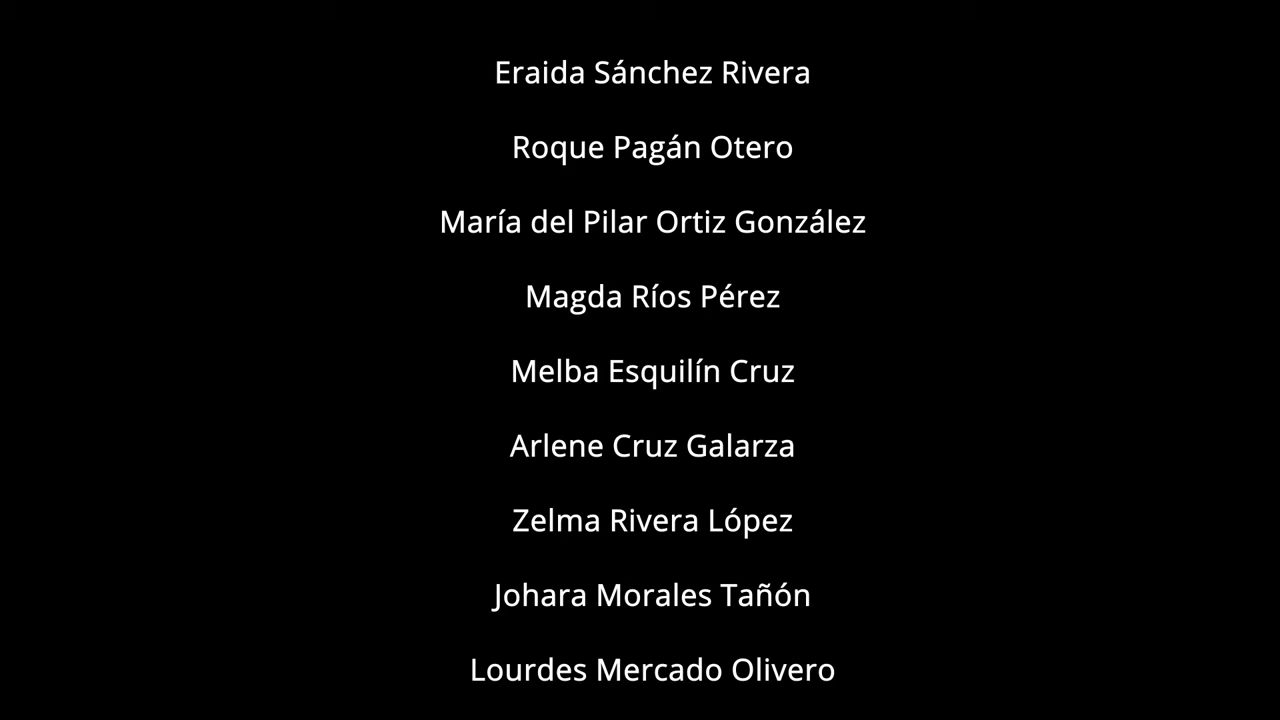 Eraida Sánchez Rivera
Roque Pagán Otero
María del Pilar Ortiz González
Magda Ríos Pérez
Melba Esquilín Cruz
Arlene Cruz Galarza
Zelma Rivera López
Johara Morales Tañón
Lourdes Mercado Olivero